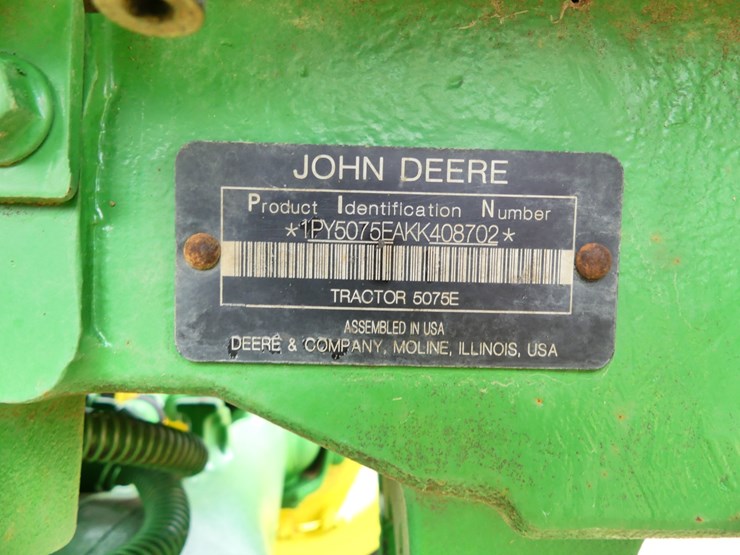 JOHN DEERE
Product Identification Number
*1PY5075EAKK408702*
TRACTOR 5075E
ASSEMBLED IN USA
DEERE & COMPANY, MOLINE, ILLINOIS, USA